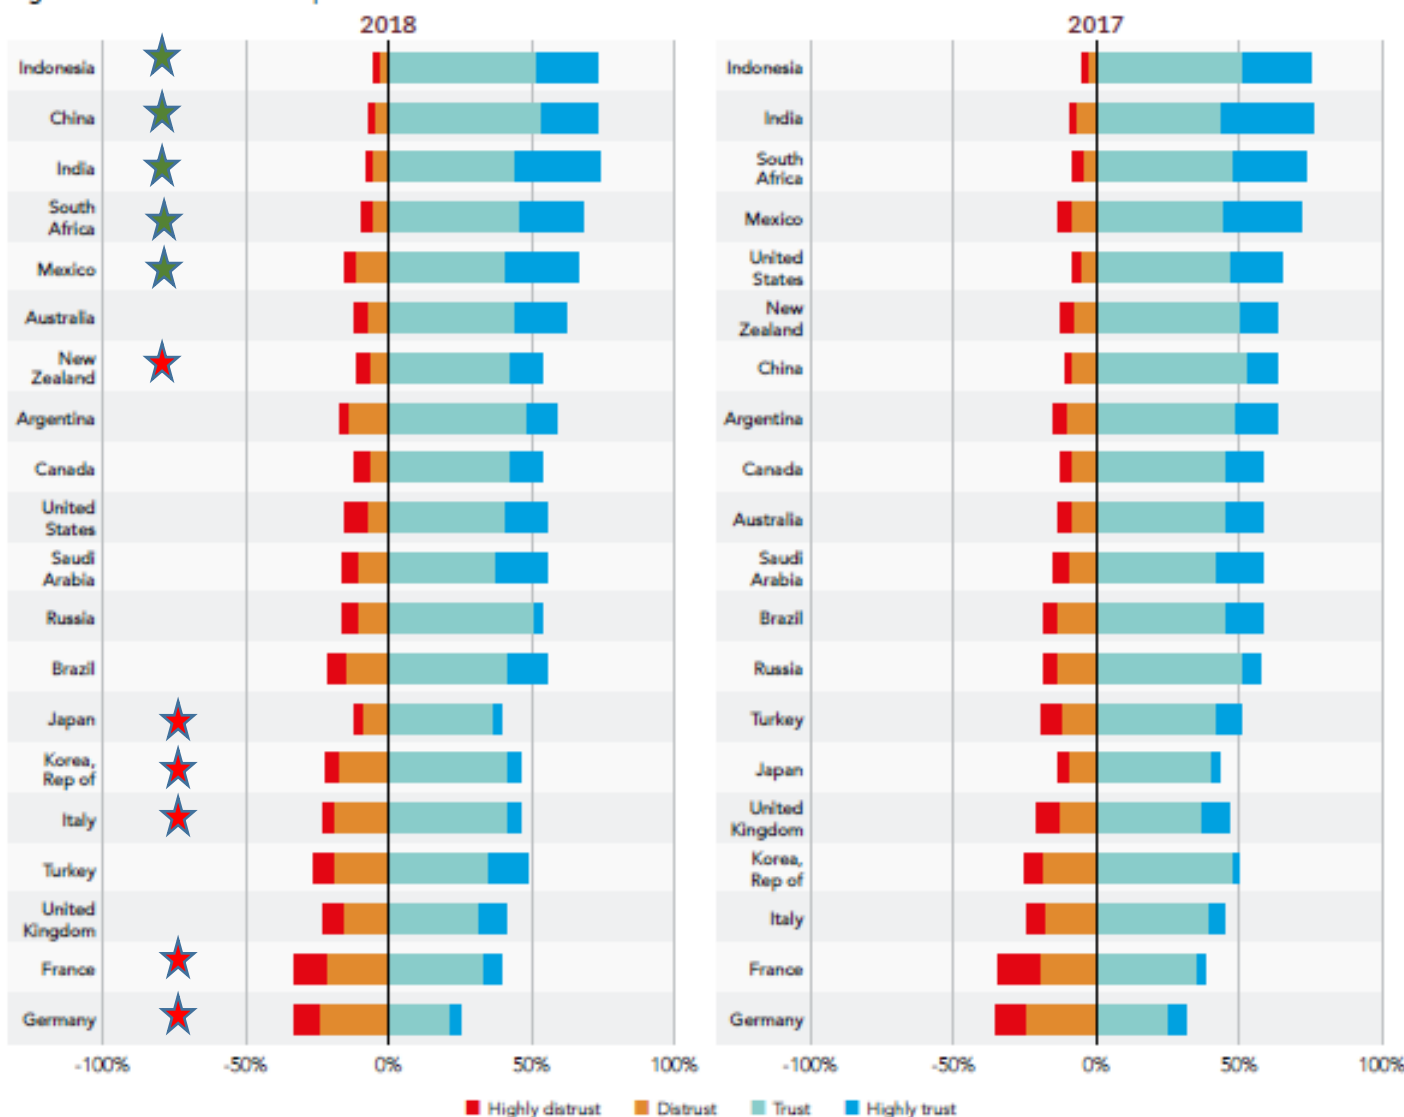 2018
Indonesia
China
India
South
Africa
Mexico
Australia
New
Zealand
Argentina
Canada
United
States
Saudi
Arabia
Russia
Brazil
Japan
Korea,
Rep of
Italy
Turkey
United
Kingdom
France
Germany
-100%
-50%
0%
50%
100%
2017
Indonesia
India
South
Africa
Mexico
United
States
New
Zealand
China
Argentina
Canada
Australia
Saudi
Arabia
Brazil
Russia
Turkey
Japan
United
Kingdom
Korea,
Rep of
Italy
France
Germany
-100%
-50%
0%
50%
100%
Highly distrust
Distrust
Trust
Highly trust